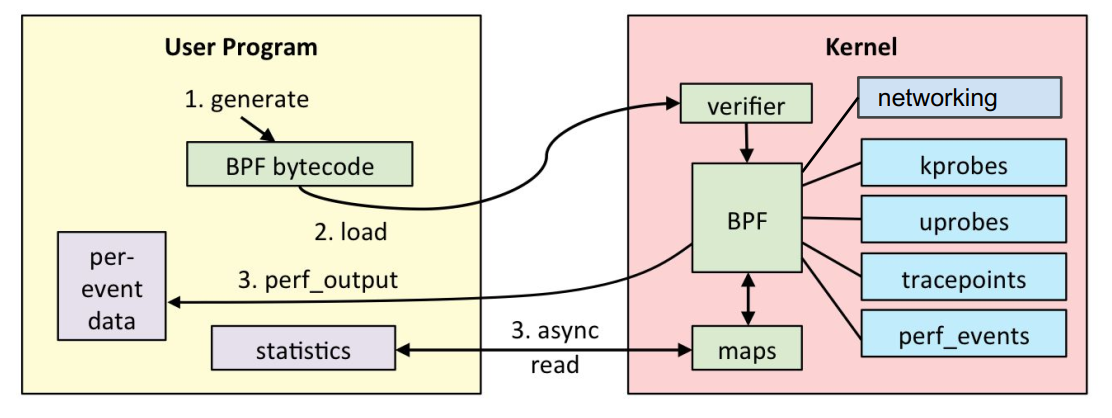 User Program
1. generate
BPF bytecode
2. load
per-
event
data
3. perf_output
statistics
3. async
read
Kernel
verifier
BPF
maps
networking
kprobes
uprobes
tracepoints
perf_events